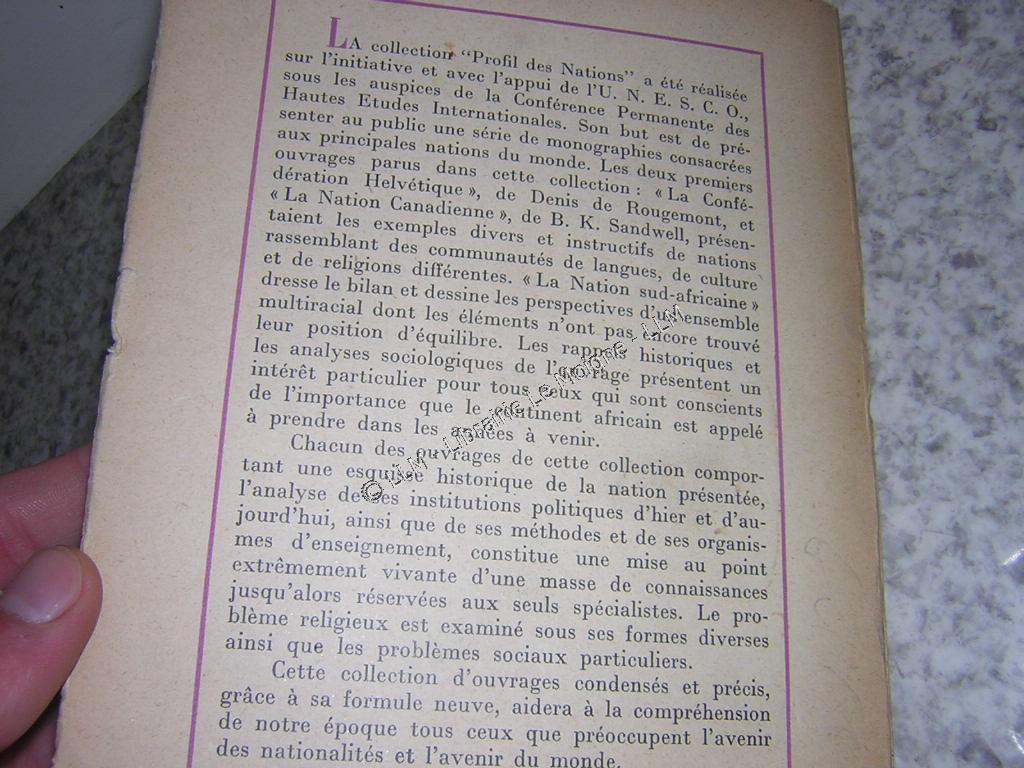 LA collection “Profil des Nations” a été réalisée
sur l'initiative et avec l'appui de l'U. N. E. S. C. O.,
sous les auspices de la Conférence Permanente des
Hautes Etudes Internationales. Son but est de pré-
senter au public une série de monographies consacrées
aux principales nations du monde. Les deux premiers
ouvrages parus dans cette collection : « La Confé-
dération Helvétique », de Denis de Rougemont, et
« La Nation Canadienne », de B. K. Sandwell, présen-
taient les exemples divers et instructifs de nations
rassemblant des communautés de langues, de culture
et de religions différentes. « La Nation sud-africaine »
dresse le bilan et dessine les perspectives d'un ensemble
multiracial dont les éléments n'ont pas encore trouvé
leur position d'équilibre. Les rappels historiques et
les analyses sociologiques de l'ouvrage présentent un
intérêt particulier pour tous ceux qui sont conscients
de l'importance que le continent africain est appelé
à prendre dans les années à venir.
Chacun des ouvrages de cette collection compor-
tant une esquisse historique de la nation présentée,
l'analyse de ses institutions politiques d'hier et d'au-
jourd'hui, ainsi que de ses méthodes et de ses organis-
mes d'enseignement, constitue une mise au point
extrêmement vivante d'une masse de connaissances
jusqu'alors réservées aux seuls spécialistes. Le pro-
blème religieux est examiné sous ses formes diverses
ainsi que les problèmes sociaux particuliers.
Cette collection d'ouvrages condensés et précis,
grâce à sa formule neuve, aidera à la compréhension
de notre époque tous ceux que préoccupent l'avenir
des nationalités et l'avenir du monde.
© LLM - Librairie Le Moine - LLM